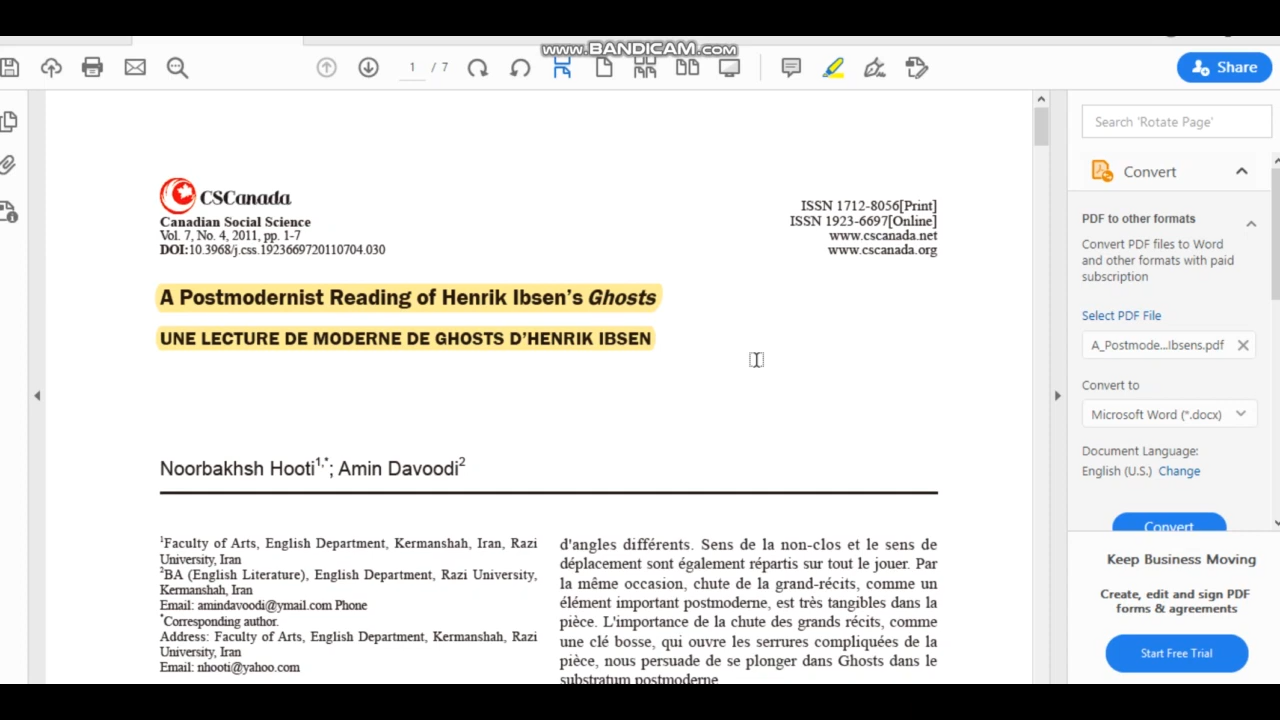 www.BANDICAM.com
1 / 7
Share
Search 'Rotate Page'
CSCanada
Canadian Social Science
Vol. 7, No. 4, 2011, pp. 1-7
DOI:10.3968/j.css.1923669720110704.030
ISSN 1712-8056[Print]
ISSN 1923-6697[Online]
www.cscanada.net
www.cscanada.org
A Postmodernist Reading of Henrik Ibsen's Ghosts
UNE LECTURE DE MODERNE DE GHOSTS D'HENRIK IBSEN
Noorbakhsh Hooti1,*; Amin Davoodi2
1Faculty of Arts, English Department, Kermanshah, Iran, Razi
University, Iran
2BA (English Literature), English Department, Razi University,
Kermanshah, Iran
Email: amindavoodi@ymail.com Phone
*Corresponding author.
Address: Faculty of Arts, English Department, Kermanshah, Razi
University, Iran
Email: nhooti@yahoo.com
d'angles différents. Sens de la non-clos et le sens de
déplacement sont également répartis sur tout le jouer. Par
la même occasion, chute de la grand-récits, comme un
élément important postmoderne, est très tangibles dans la
pièce. L'importance de la chute des grands récits, comme
une clé bosse, qui ouvre les serrures compliquées de la
pièce, nous persuade de se plonger dans Ghosts dans le
substratum postmoderne
Convert
PDF to other formats
Convert PDF files to Word
and other formats with paid
subscription
Select PDF File
A_Postmode...Ibsens.pdf
Convert to
Microsoft Word (*.docx)
Document Language:
English (U.S.) Change
Convert
Keep Business Moving
Create, edit and sign PDF
forms & agreements
Start Free Trial